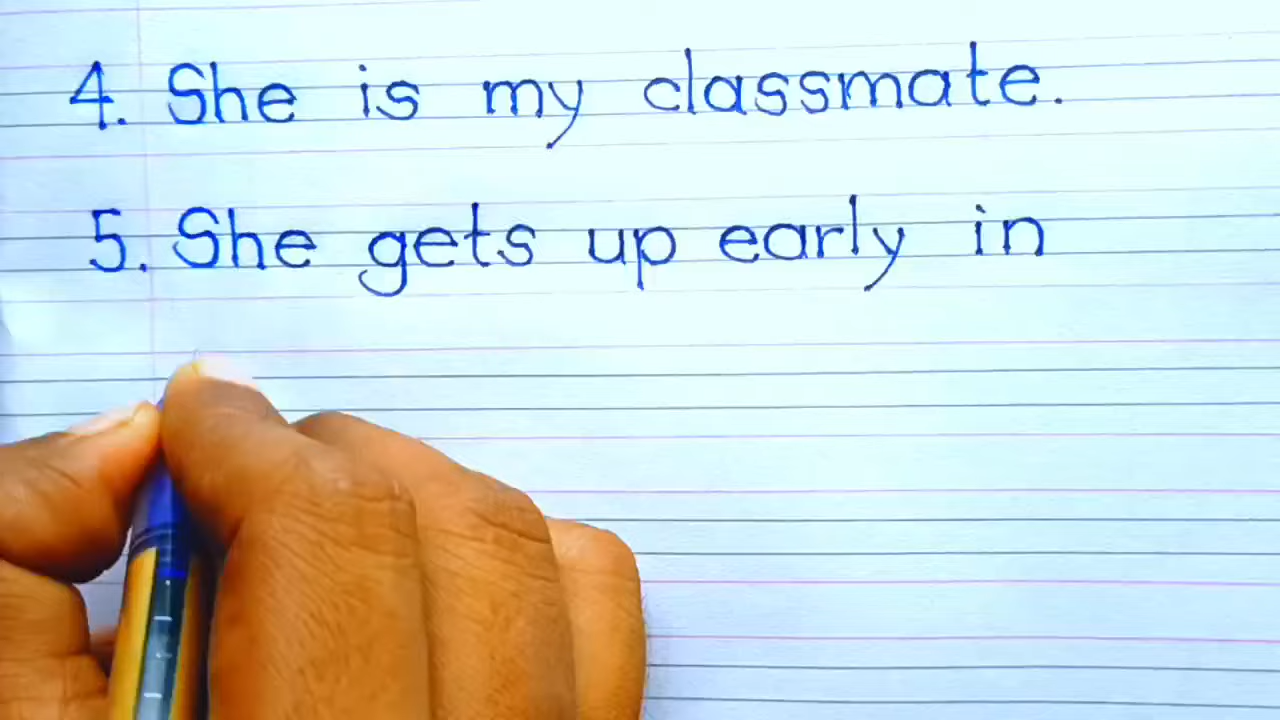 4. She is my classmate.
5. She gets up early in